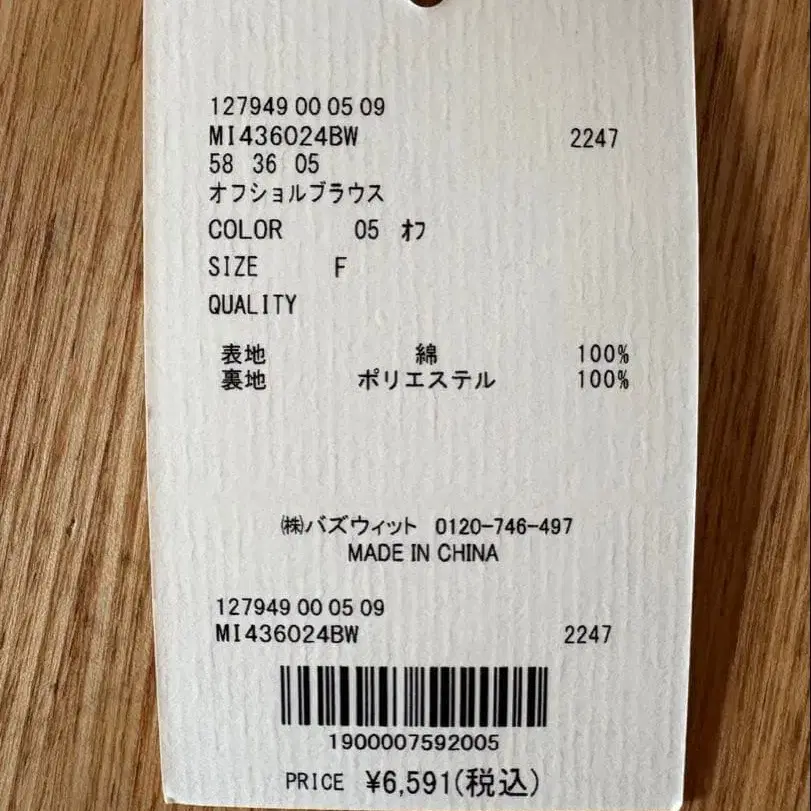 127949 00 05 09
MI436024BW 2247
58 36 05
オフショルブラウス
COLOR 05 ｵﾌ
SIZE F
QUALITY
表地 綿 100%
裏地 ポリエステル 100%
㈱バズウィット 0120-746-497
MADE IN CHINA
127949 00 05 09
MI436024BW 2247
1900007592005
PRICE ¥6,591(税込)